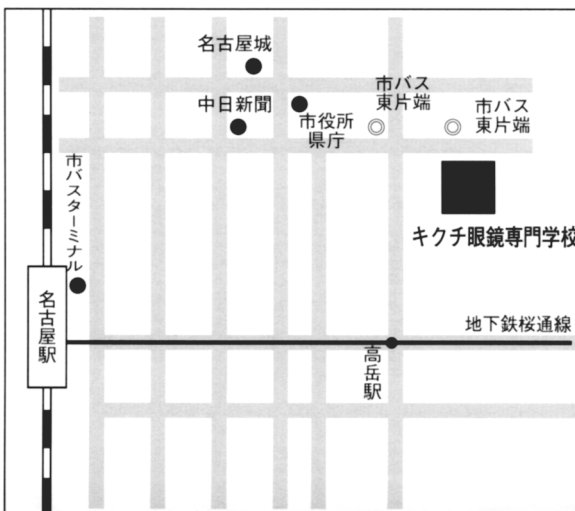 名古屋城
中日新聞
市役所
県庁
市バス
東片端
市バス
東片端
キクチ眼鏡専門学校
市バスターミナル
名古屋駅
地下鉄桜通線
高岳駅